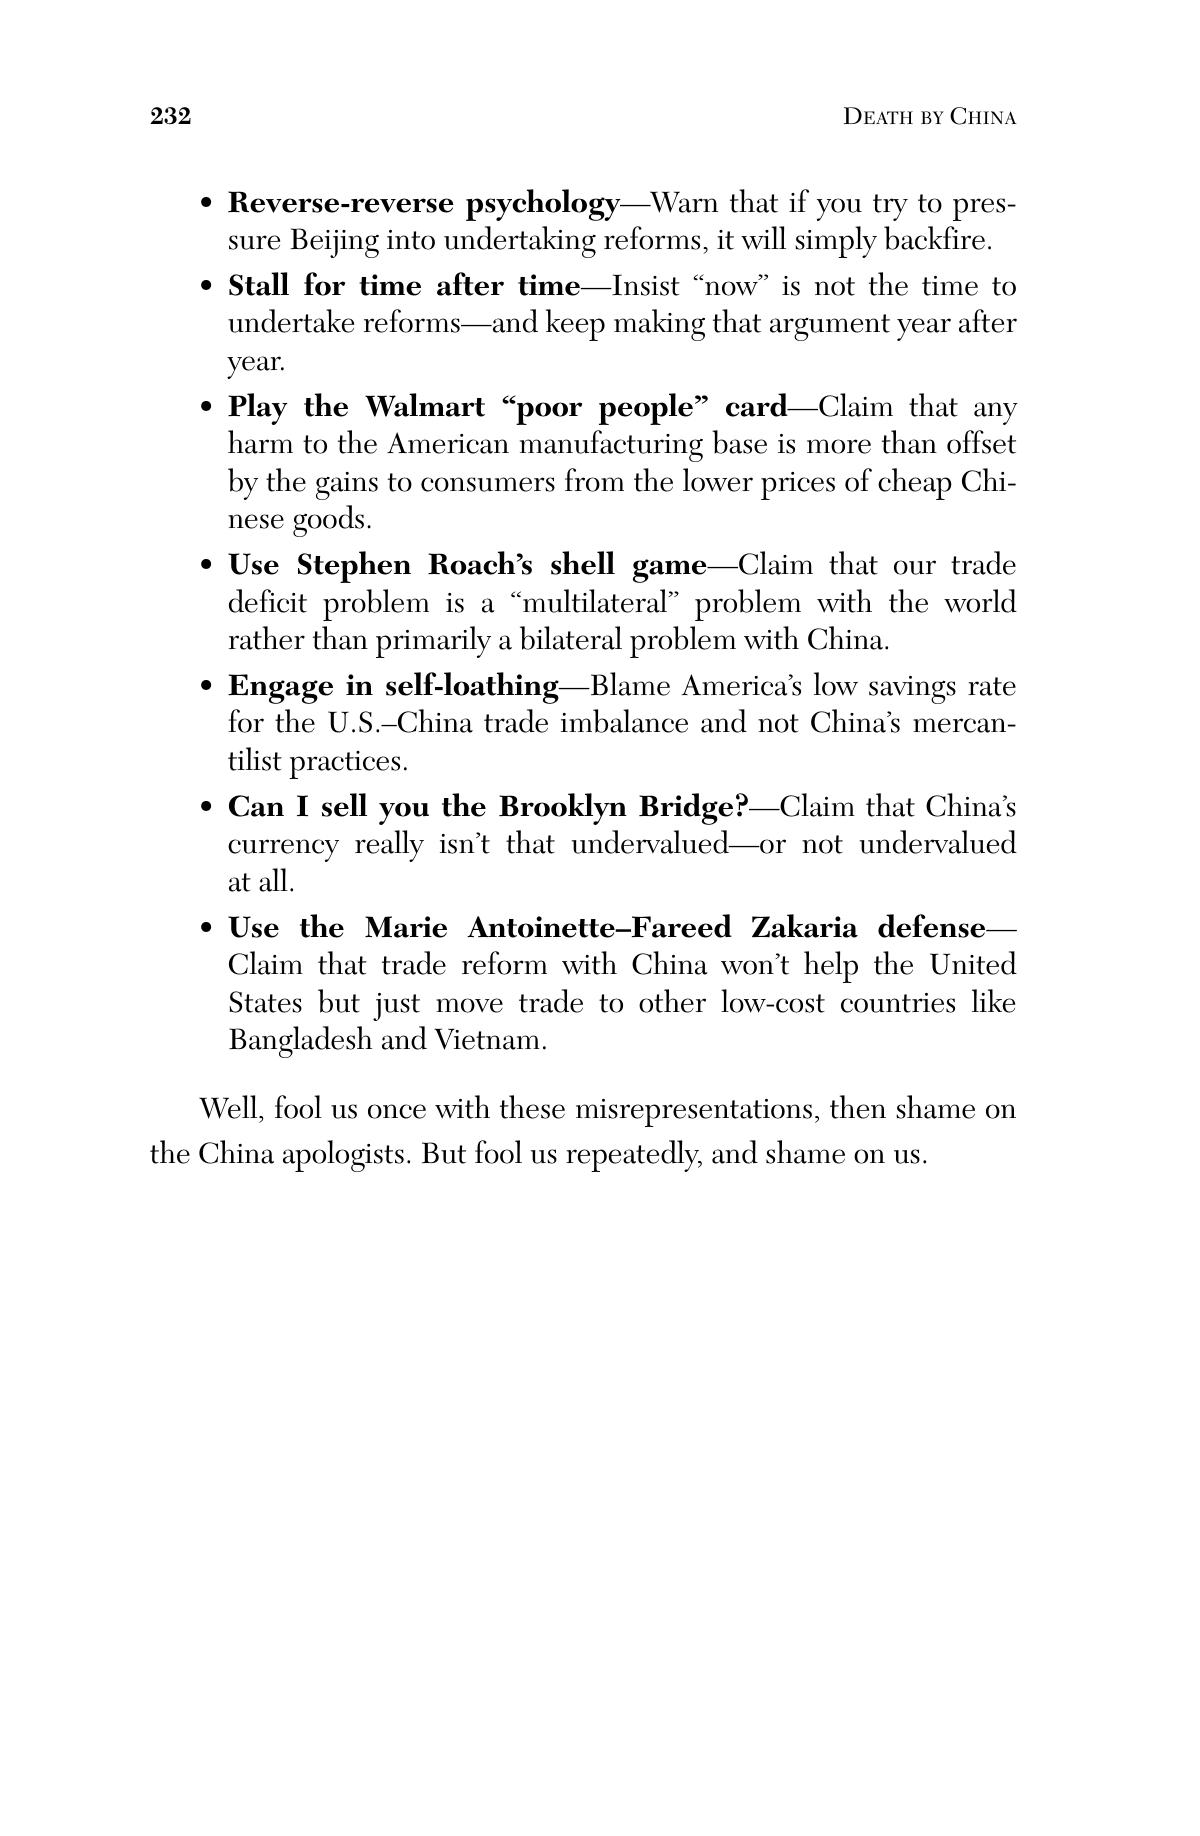 232 DEATH BY CHINA
• Reverse-reverse psychology—Warn that if you try to pres-
sure Beijing into undertaking reforms, it will simply backfire.
• Stall for time after time—Insist “now” is not the time to
undertake reforms—and keep making that argument year after
year.
• Play the Walmart “poor people” card—Claim that any
harm to the American manufacturing base is more than offset
by the gains to consumers from the lower prices of cheap Chi-
nese goods.
• Use Stephen Roach’s shell game—Claim that our trade
deficit problem is a “multilateral” problem with the world
rather than primarily a bilateral problem with China.
• Engage in self-loathing—Blame America’s low savings rate
for the U.S.–China trade imbalance and not China’s mercan-
tilist practices.
• Can I sell you the Brooklyn Bridge?—Claim that China’s
currency really isn’t that undervalued—or not undervalued
at all.
• Use the Marie Antoinette–Fareed Zakaria defense—
Claim that trade reform with China won’t help the United
States but just move trade to other low-cost countries like
Bangladesh and Vietnam.
Well, fool us once with these misrepresentations, then shame on
the China apologists. But fool us repeatedly, and shame on us.